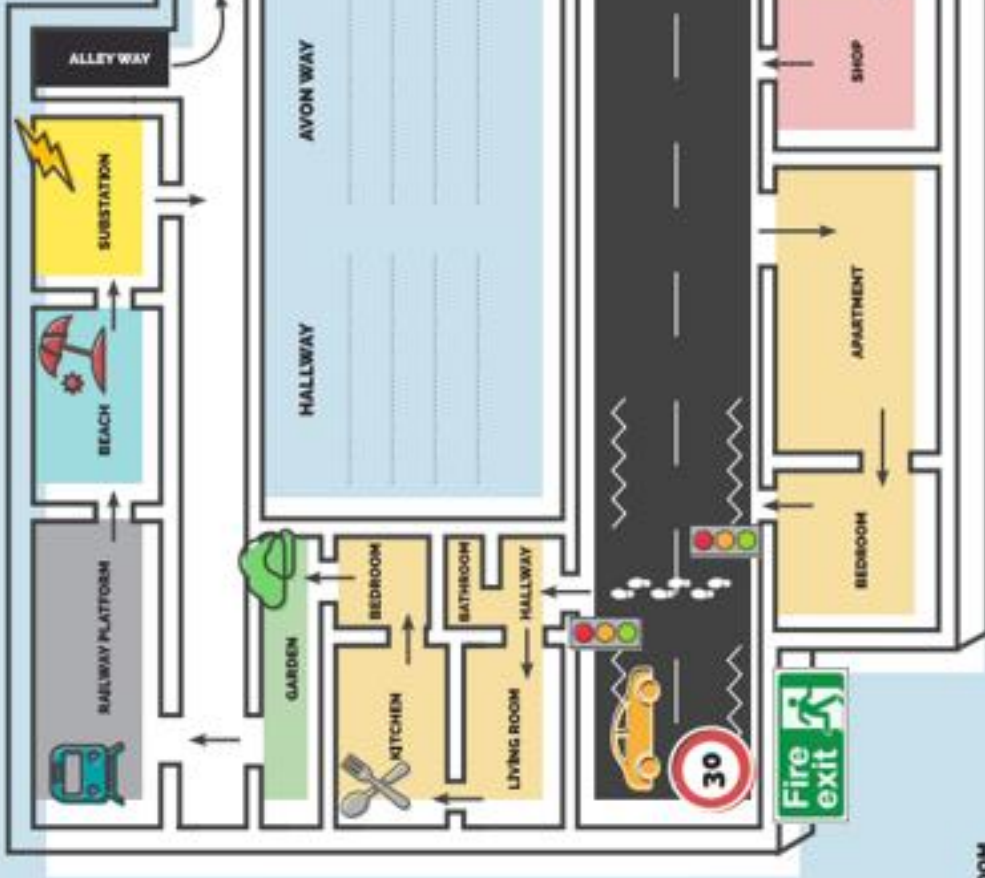 ALLEY WAY
SUBSTATION
BEACH
RAILWAY PLATFORM
AVON WAY
HALLWAY
GARDEN
BEDROOM
BATHROOM
HALLWAY
KITCHEN
LIVING ROOM
30
SHOP
APARTMENT
BEDROOM
Fire
exit